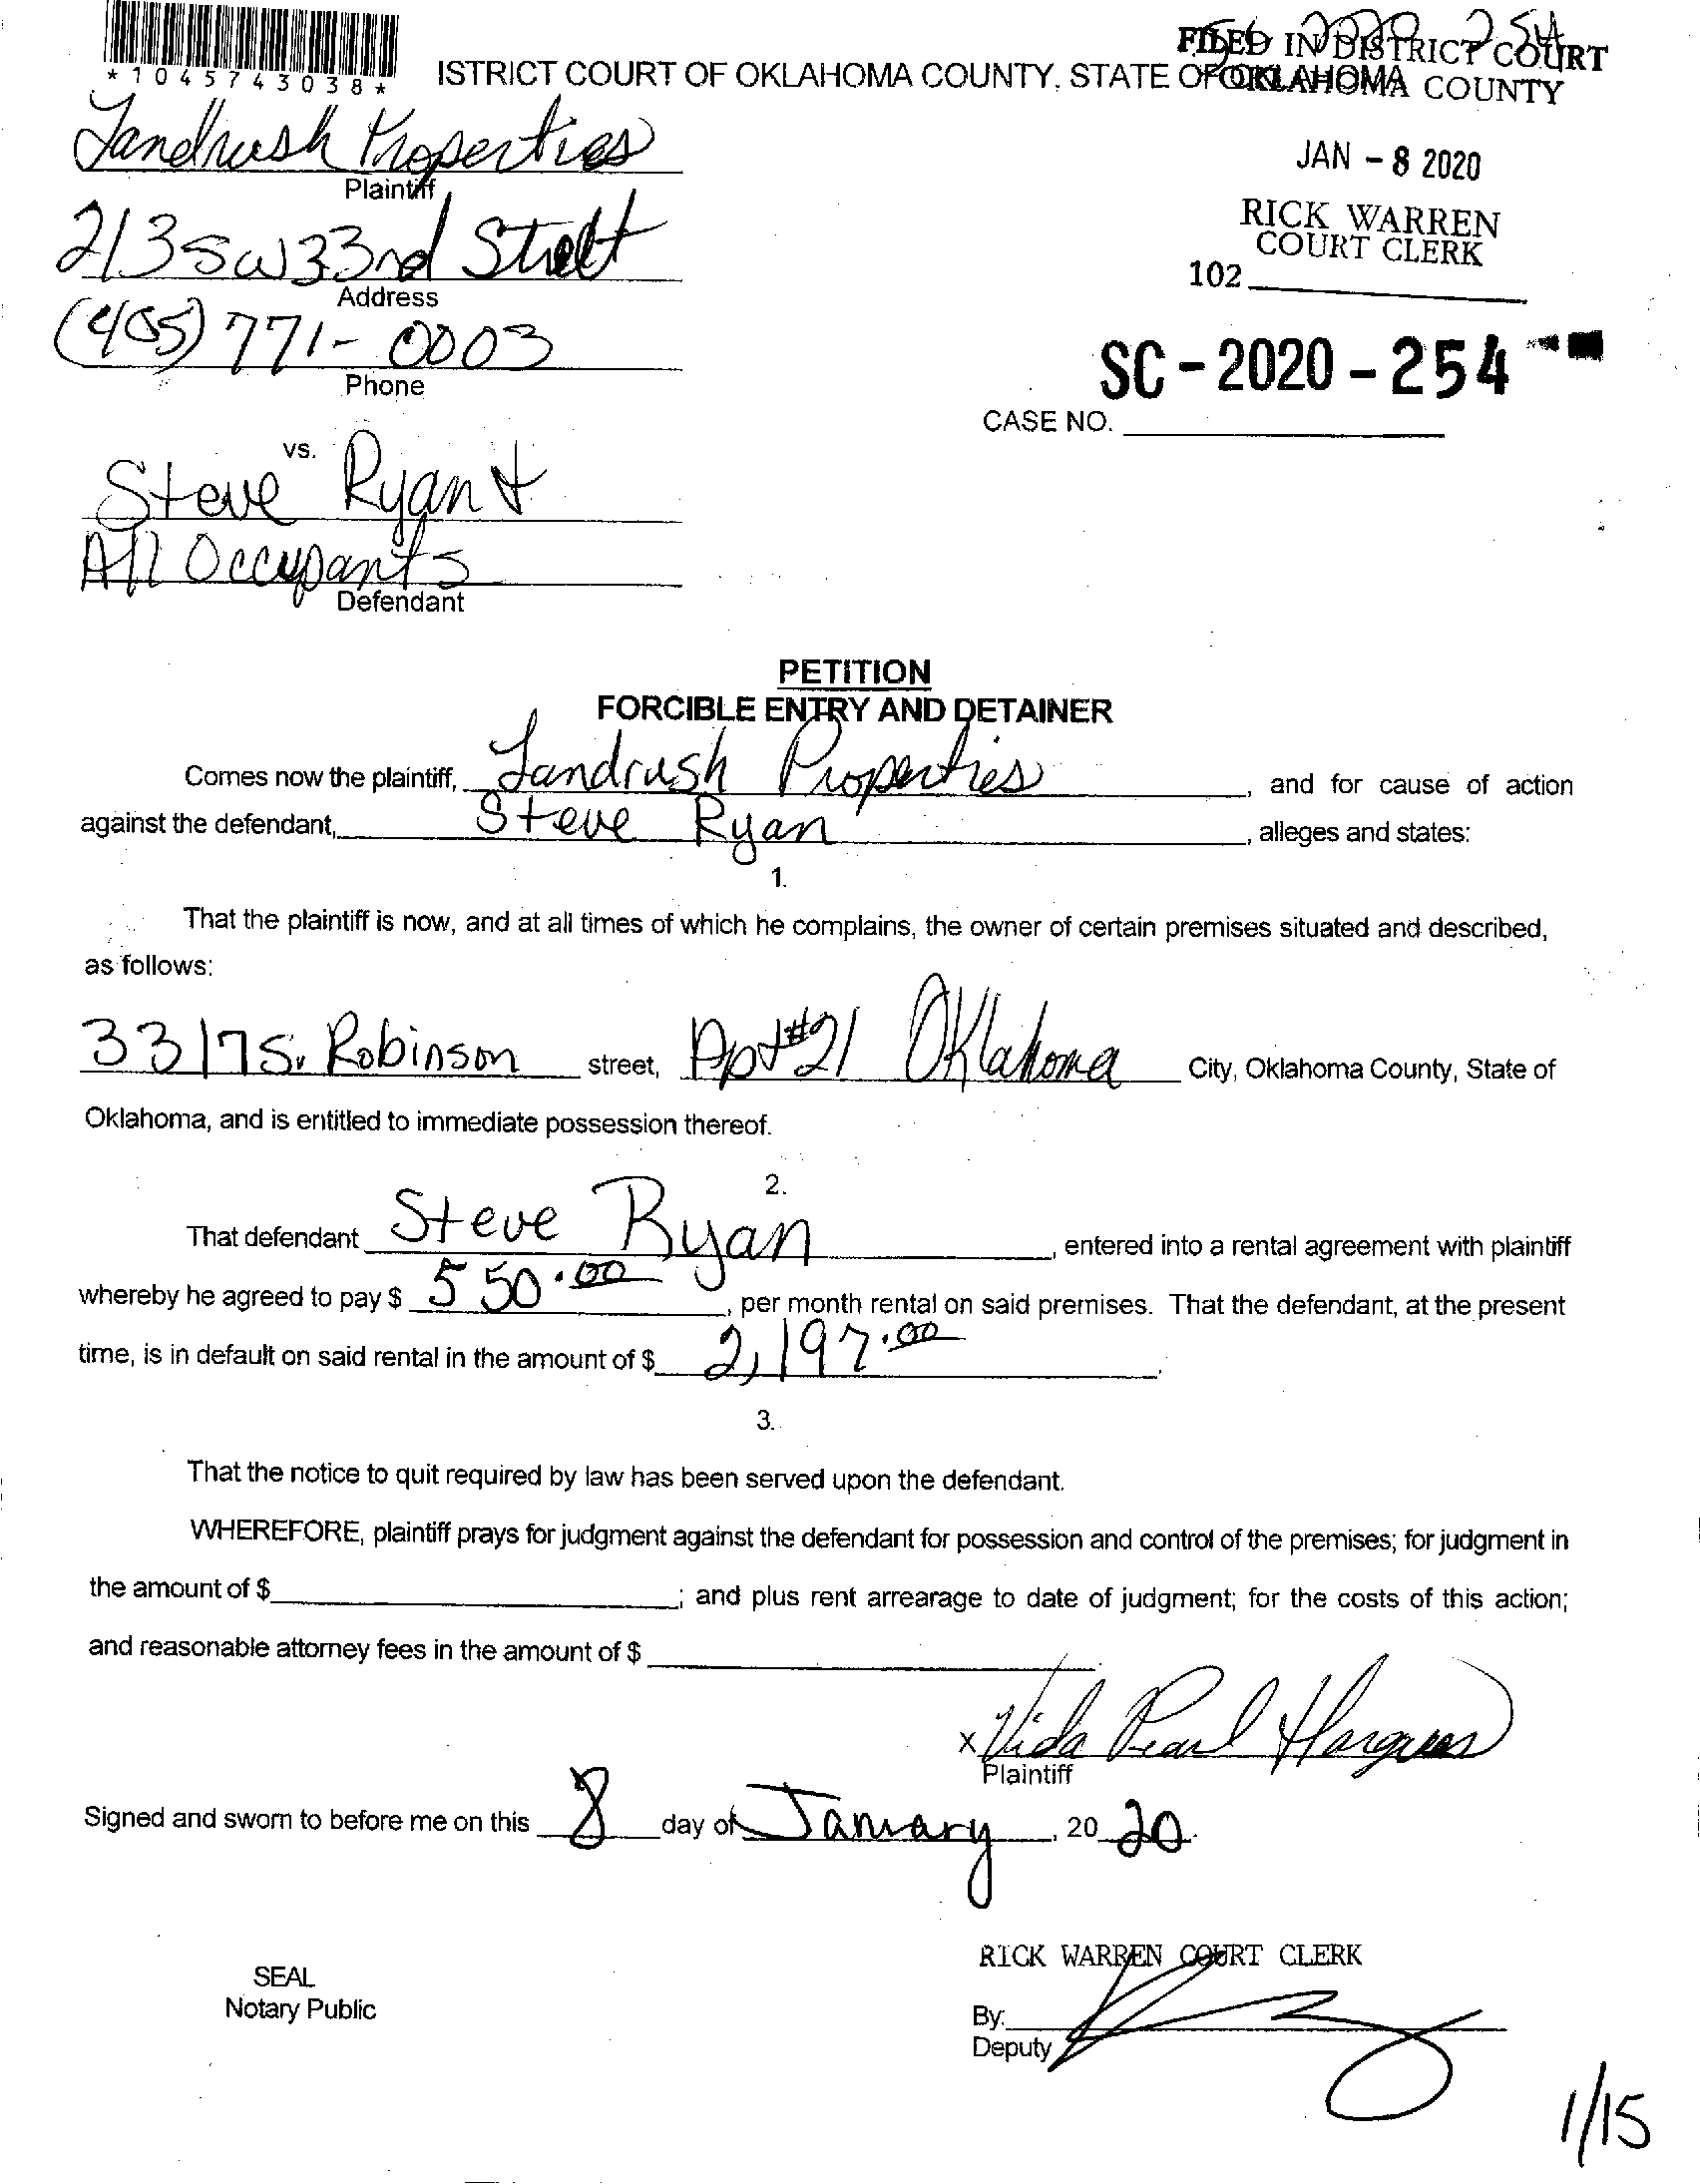 FILED IN DISTRICT COURT
*1045743038*
ISTRICT COURT OF OKLAHOMA COUNTY, STATE OF OKLAHOMA
OKLAHOMA COUNTY
Landrush Properties
Plaintiff
JAN - 8 2020
213 SW 33rd Street
Address
RICK WARREN
COURT CLERK
102
(405) 771-0003
Phone
SC - 2020 - 254
CASE NO.
vs.
Steve Ryan &
All Occupants
Defendant
PETITION
FORCIBLE ENTRY AND DETAINER
Comes now the plaintiff, Landrush Properties, and for cause of action
against the defendant, Steve Ryan, alleges and states:
1.
That the plaintiff is now, and at all times of which he complains, the owner of certain premises situated and described,
as follows:
3317 S. Robinson street, Apt #21 Oklahoma City, Oklahoma County, State of
Oklahoma, and is entitled to immediate possession thereof.
2.
That defendant Steve Ryan, entered into a rental agreement with plaintiff
whereby he agreed to pay $ 550.00, per month rental on said premises. That the defendant, at the present
time, is in default on said rental in the amount of $ 2,197.00.
3.
That the notice to quit required by law has been served upon the defendant.
WHEREFORE, plaintiff prays for judgment against the defendant for possession and control of the premises; for judgment in
the amount of $ ; and plus rent arrearage to date of judgment; for the costs of this action;
and reasonable attorney fees in the amount of $
x Vida Pearl
Plaintiff
Signed and sworn to before me on this 8 day of January, 2020.
RICK WARREN COURT CLERK
SEAL
Notary Public
By:
Deputy
1/15